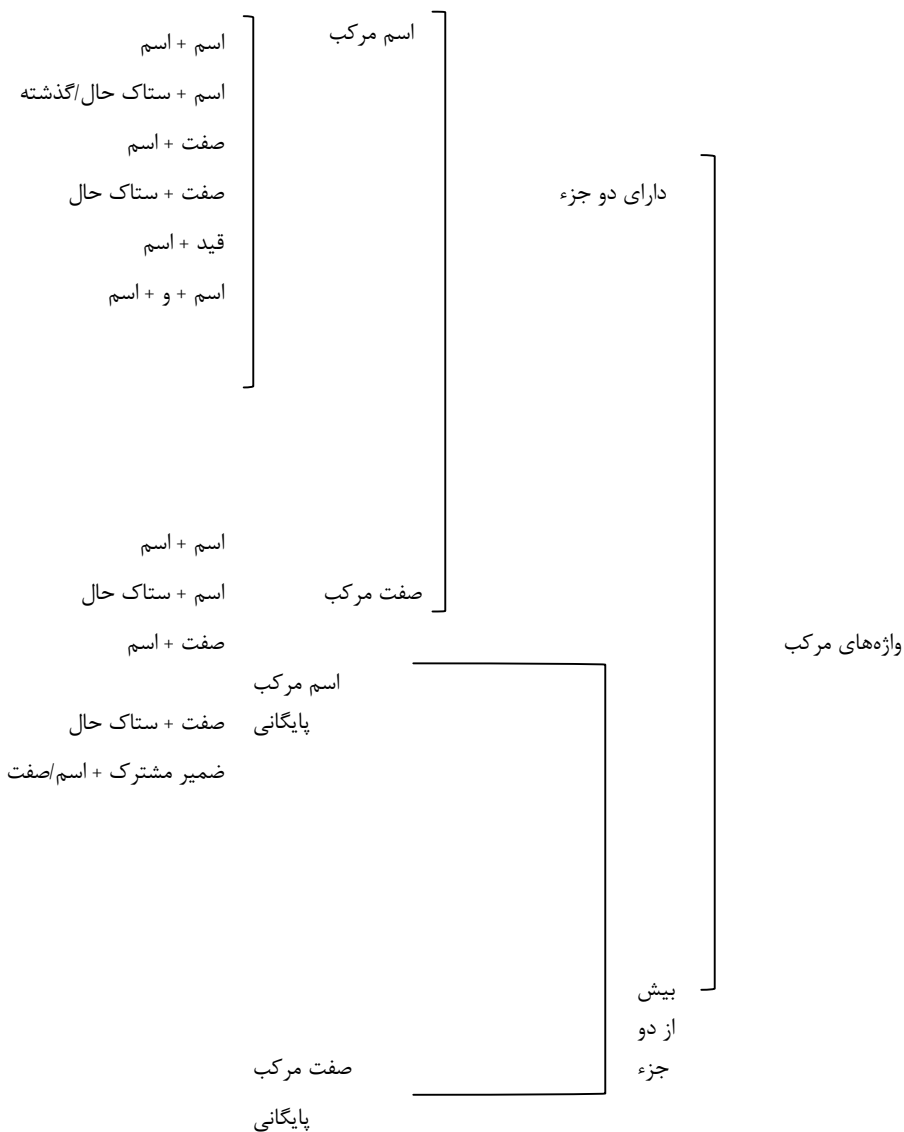 اسم مرکب
اسم + اسم
اسم + ستاک حال/گذشته
صفت + اسم
دارای دو جزء
صفت + ستاک حال
قید + اسم
اسم + و + اسم
اسم + اسم
صفت مرکب
اسم + ستاک حال
واژه‌های مرکب
صفت + اسم
اسم مرکب
پایگانی
صفت + ستاک حال
ضمیر مشترک + اسم/صفت
بیش
از دو
جزء
صفت مرکب
پایگانی